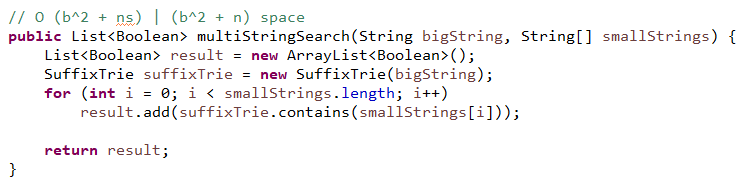 // O (b^2 + ns) | (b^2 + n) space
public List<Boolean> multiStringSearch(String bigString, String[] smallStrings) {
    List<Boolean> result = new ArrayList<Boolean>();
    SuffixTrie suffixTrie = new SuffixTrie(bigString);
    for (int i = 0; i < smallStrings.length; i++)
        result.add(suffixTrie.contains(smallStrings[i]));

    return result;
}